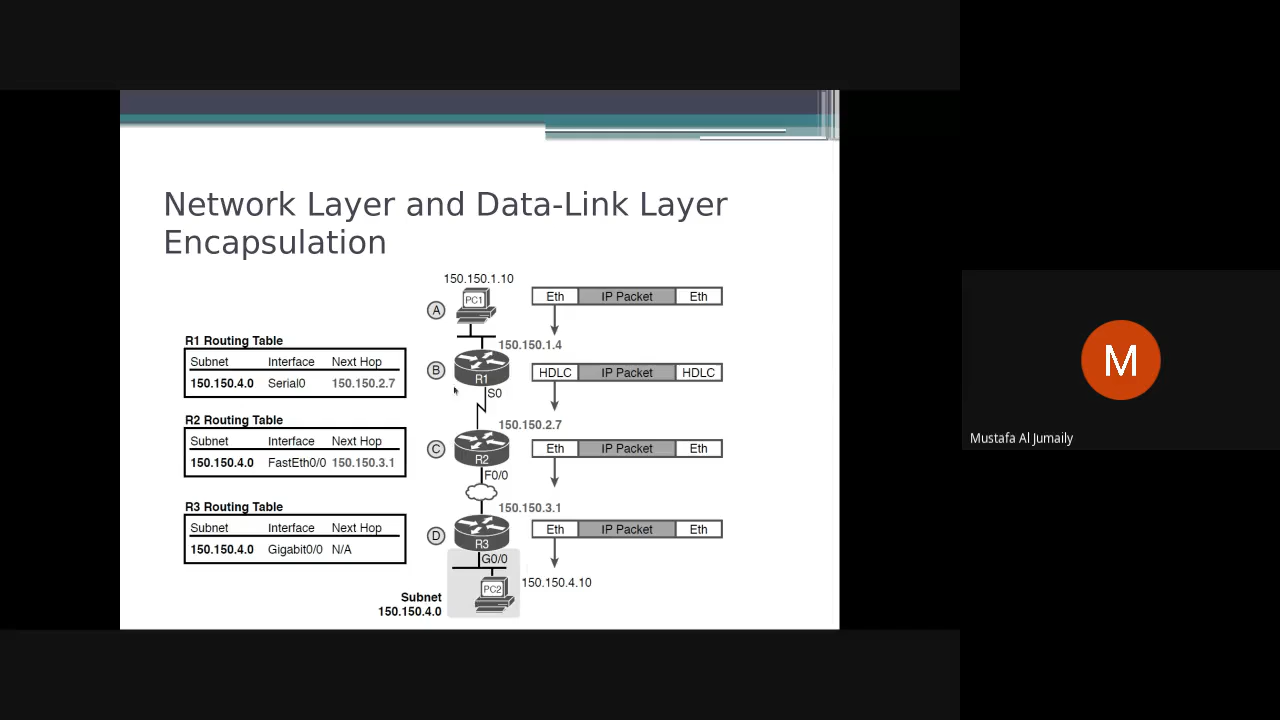 Network Layer and Data-Link Layer
Encapsulation
150.150.1.10
A
PC1
Eth IP Packet Eth
R1 Routing Table
Subnet Interface Next Hop
150.150.4.0 Serial0 150.150.2.7
150.150.1.4
B
R1
S0
HDLC IP Packet HDLC
R2 Routing Table
Subnet Interface Next Hop
150.150.4.0 FastEth0/0 150.150.3.1
150.150.2.7
C
R2
F0/0
Eth IP Packet Eth
R3 Routing Table
Subnet Interface Next Hop
150.150.4.0 Gigabit0/0 N/A
150.150.3.1
D
R3
G0/0
Eth IP Packet Eth
PC2
150.150.4.10
Subnet
150.150.4.0
M
Mustafa Al Jumaily